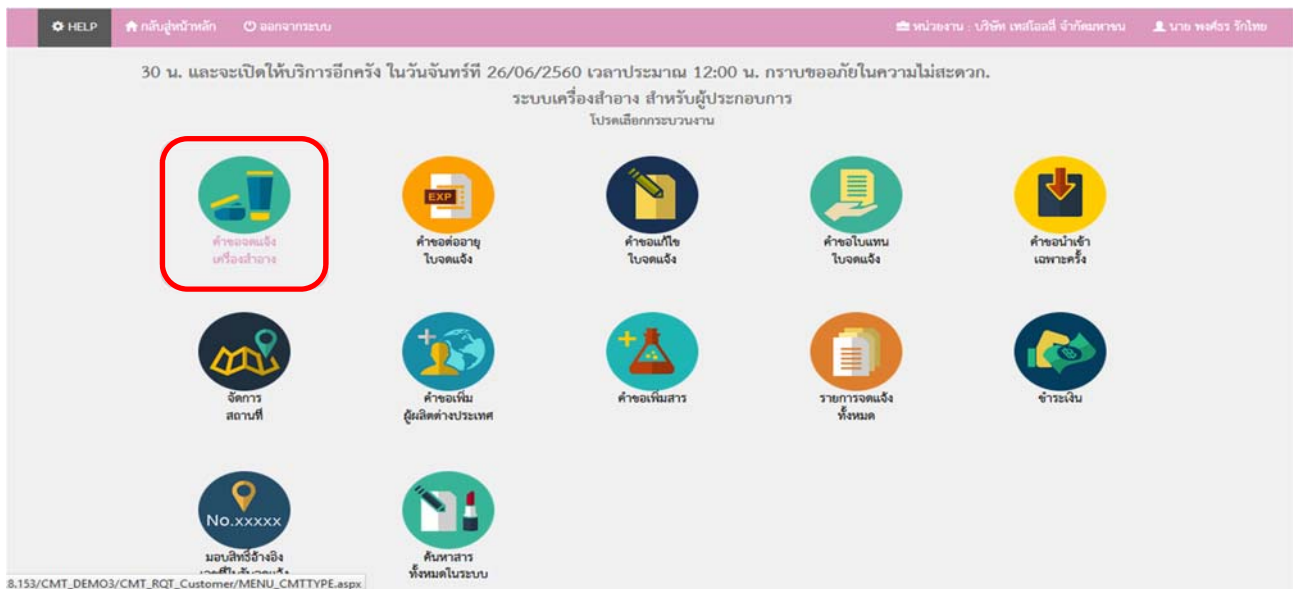 HELP กลับสู่หน้าหลัก ออกจากระบบ หน่วยงาน : บริษัท เทสโอลลี่ จำกัดมหาชน นาย พงศ์ธร รักไทย
30 น. และจะเปิดให้บริการอีกครั้ง ในวันจันทร์ที่ 26/06/2560 เวลาประมาณ 12:00 น. กราบขออภัยในความไม่สะดวก.
ระบบเครื่องสำอาง สำหรับผู้ประกอบการ
โปรดเลือกกระบวนงาน
EXP
คำขอจดแจ้ง
เครื่องสำอาง
คำขอต่ออายุ
ใบจดแจ้ง
คำขอแก้ไข
ใบจดแจ้ง
คำขอใบแทน
ใบจดแจ้ง
คำขอนำเข้า
เฉพาะครั้ง
จัดการ
สถานที่
คำขอเพิ่ม
ผู้ผลิตต่างประเทศ
คำขอเพิ่มสาร
รายการจดแจ้ง
ทั้งหมด
ชำระเงิน
No.xxxxx
มอบสิทธิ์อ้างอิง
ค้นหาสาร
ทั้งหมดในระบบ
8.153/CMT_DEMO3/CMT_RQT_Customer/MENU_CMTTYPE.aspx